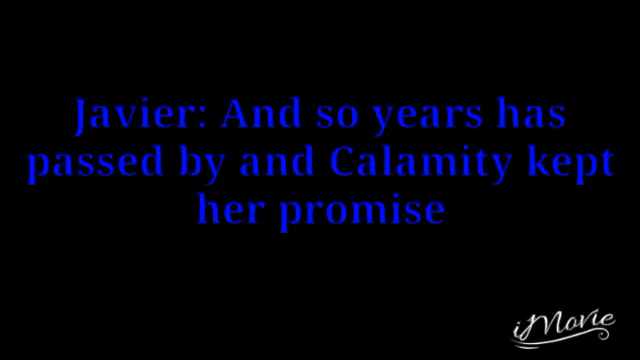 Javier: And so years has
passed by and Calamity kept
her promise
iMovie